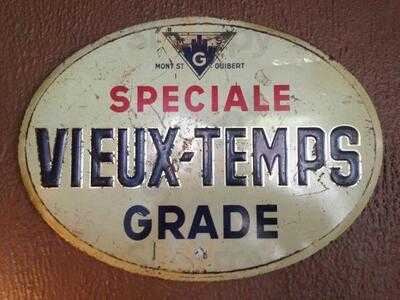 G
MONT ST GUIBERT
SPECIALE
VIEUX-TEMPS
GRADE